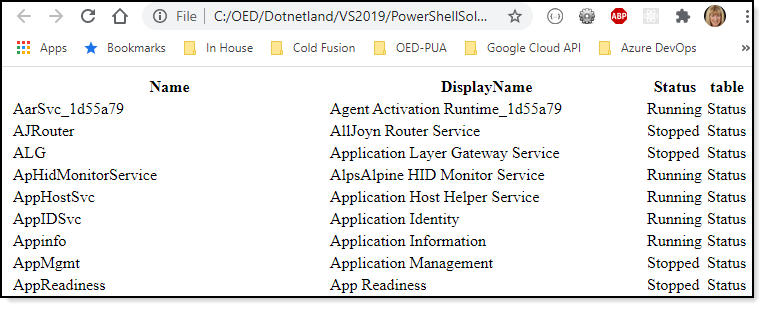 File C:/OED/Dotnetland/VS2019/PowerShellSol... ABP
Apps Bookmarks In House Cold Fusion OED-PUA Google Cloud API Azure DevOps
Name DisplayName Status table
AarSvc_1d55a79 Agent Activation Runtime_1d55a79 Running Status
AJRouter AllJoyn Router Service Stopped Status
ALG Application Layer Gateway Service Stopped Status
ApHidMonitorService AlpsAlpine HID Monitor Service Running Status
AppHostSvc Application Host Helper Service Running Status
AppIDSvc Application Identity Running Status
Appinfo Application Information Running Status
AppMgmt Application Management Stopped Status
AppReadiness App Readiness Stopped Status